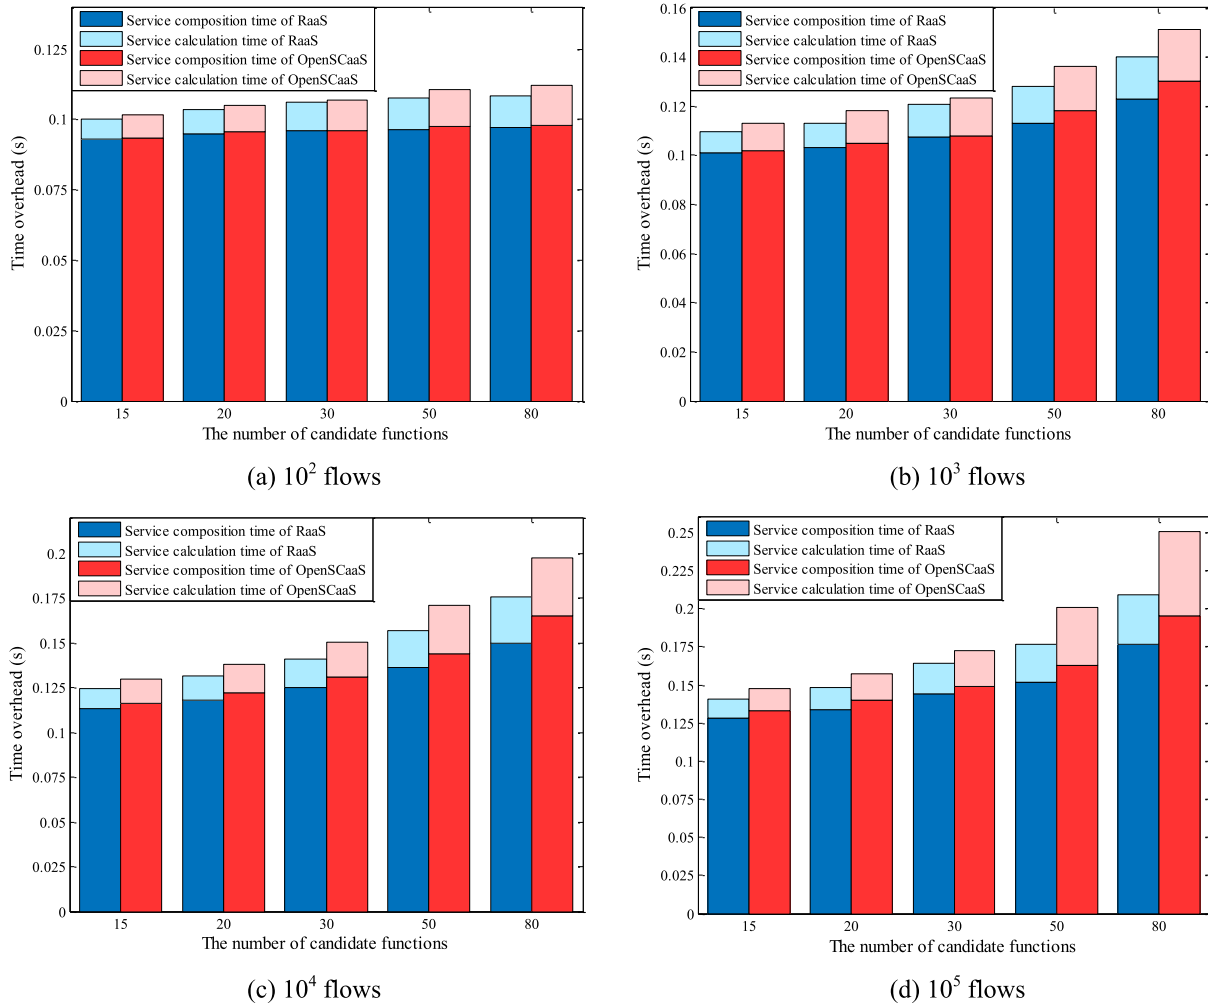 Service composition time of RaaS
Service calculation time of RaaS
Service composition time of OpenSCaaS
Service calculation time of OpenSCaaS
0.125
0.1
0.075
0.05
0.025
0
Time overhead (s)
15 20 30 50 80
The number of candidate functions
(a) 10² flows
Service composition time of RaaS
Service calculation time of RaaS
Service composition time of OpenSCaaS
Service calculation time of OpenSCaaS
0.16
0.14
0.12
0.1
0.08
0.06
0.04
0.02
0
Time overhead (s)
15 20 30 50 80
The number of candidate functions
(b) 10³ flows
Service composition time of RaaS
Service calculation time of RaaS
Service composition time of OpenSCaaS
Service calculation time of OpenSCaaS
0.2
0.175
0.15
0.125
0.1
0.075
0.05
0.025
0
Time overhead (s)
15 20 30 50 80
The number of candidate functions
(c) 10⁴ flows
Service composition time of RaaS
Service calculation time of RaaS
Service composition time of OpenSCaaS
Service calculation time of OpenSCaaS
0.25
0.225
0.2
0.175
0.15
0.125
0.1
0.075
0.05
0.025
0
Time overhead (s)
15 20 30 50 80
The number of candidate functions
(d) 10⁵ flows